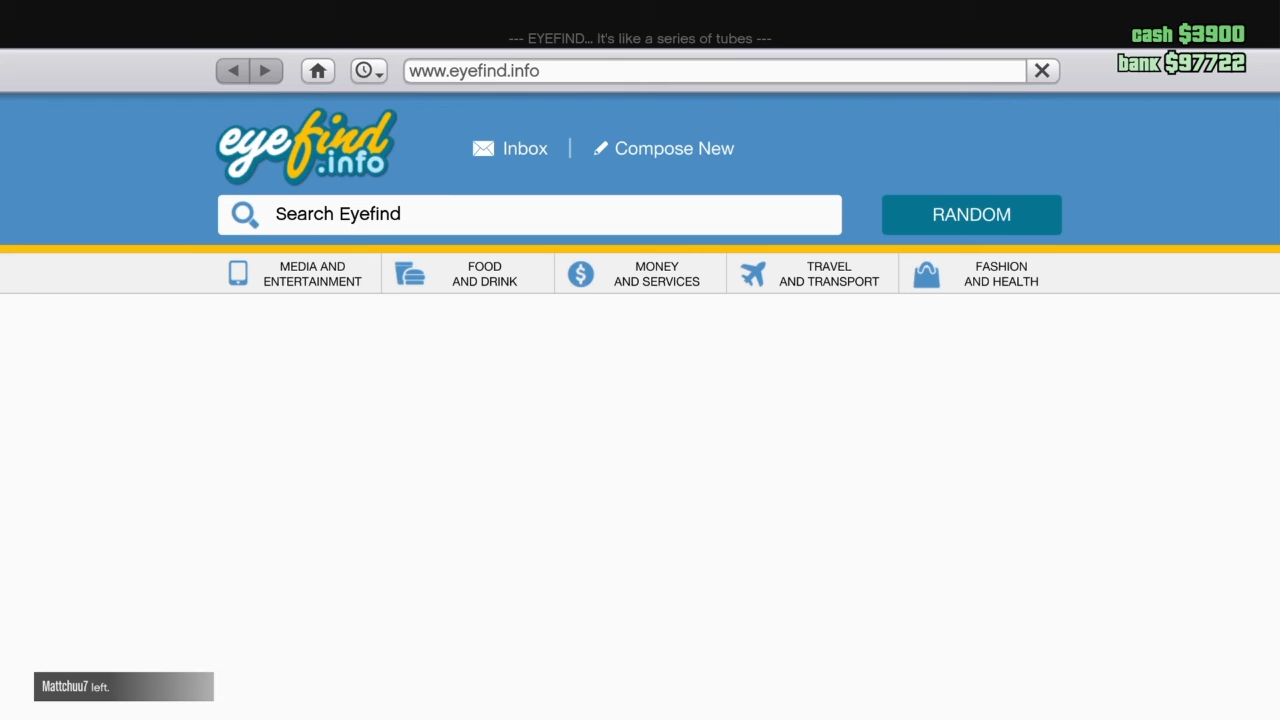 --- EYEFIND... It's like a series of tubes ---
cash $3900
bank $97722
www.eyefind.info
eyefind
.info
Inbox
Compose New
Search Eyefind
RANDOM
MEDIA AND
ENTERTAINMENT
FOOD
AND DRINK
MONEY
AND SERVICES
TRAVEL
AND TRANSPORT
FASHION
AND HEALTH
Mattchuu7 left.